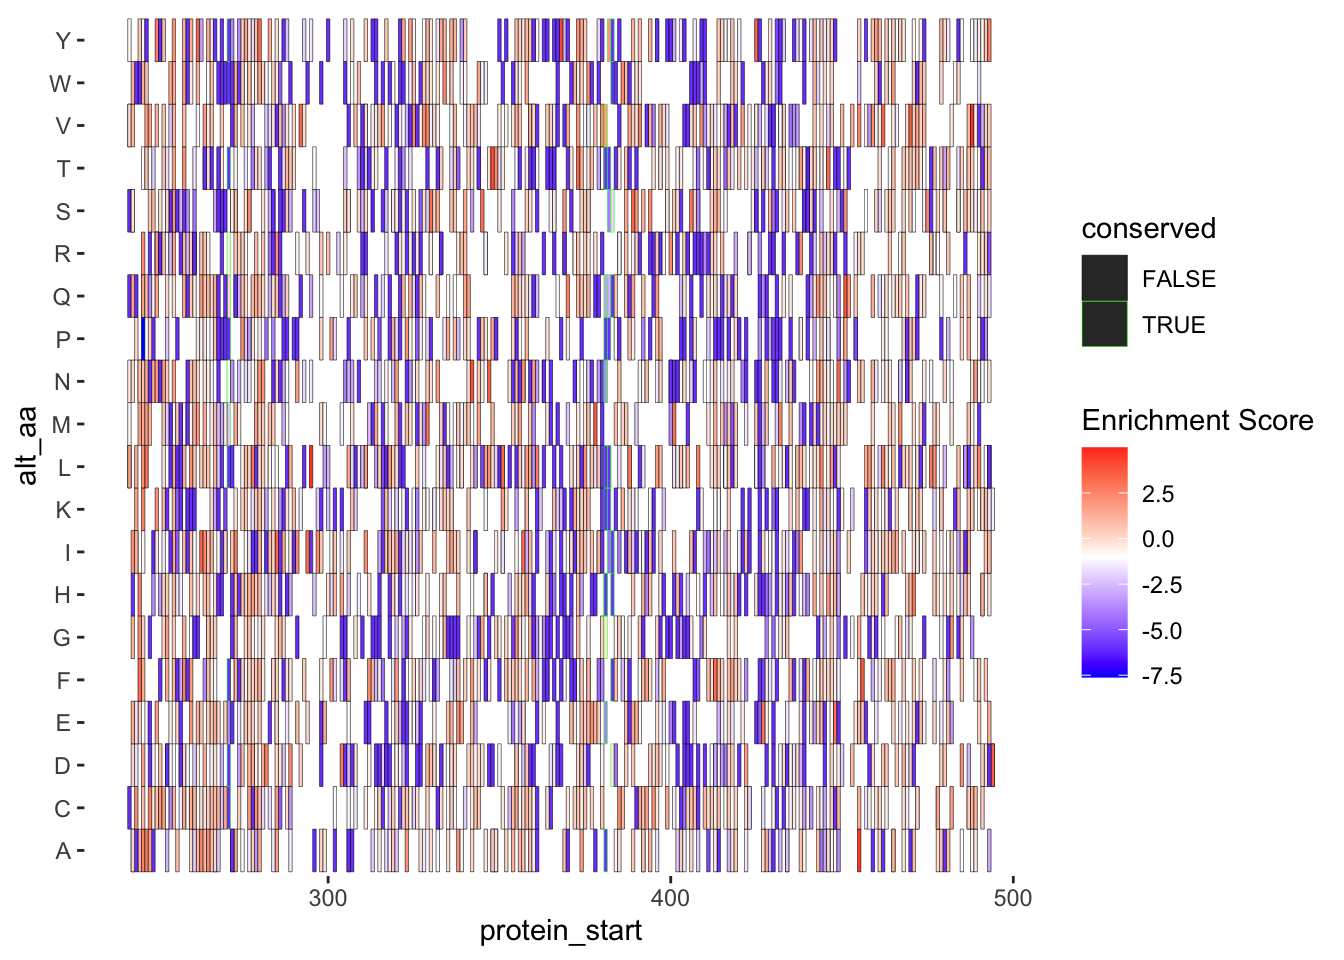 Y
W
V
T
S
R
Q
P
N
M
L
K
I
H
G
F
E
D
C
A
alt_aa
300 400 500
protein_start
conserved
FALSE
TRUE
Enrichment Score
2.5
0.0
-2.5
-5.0
-7.5